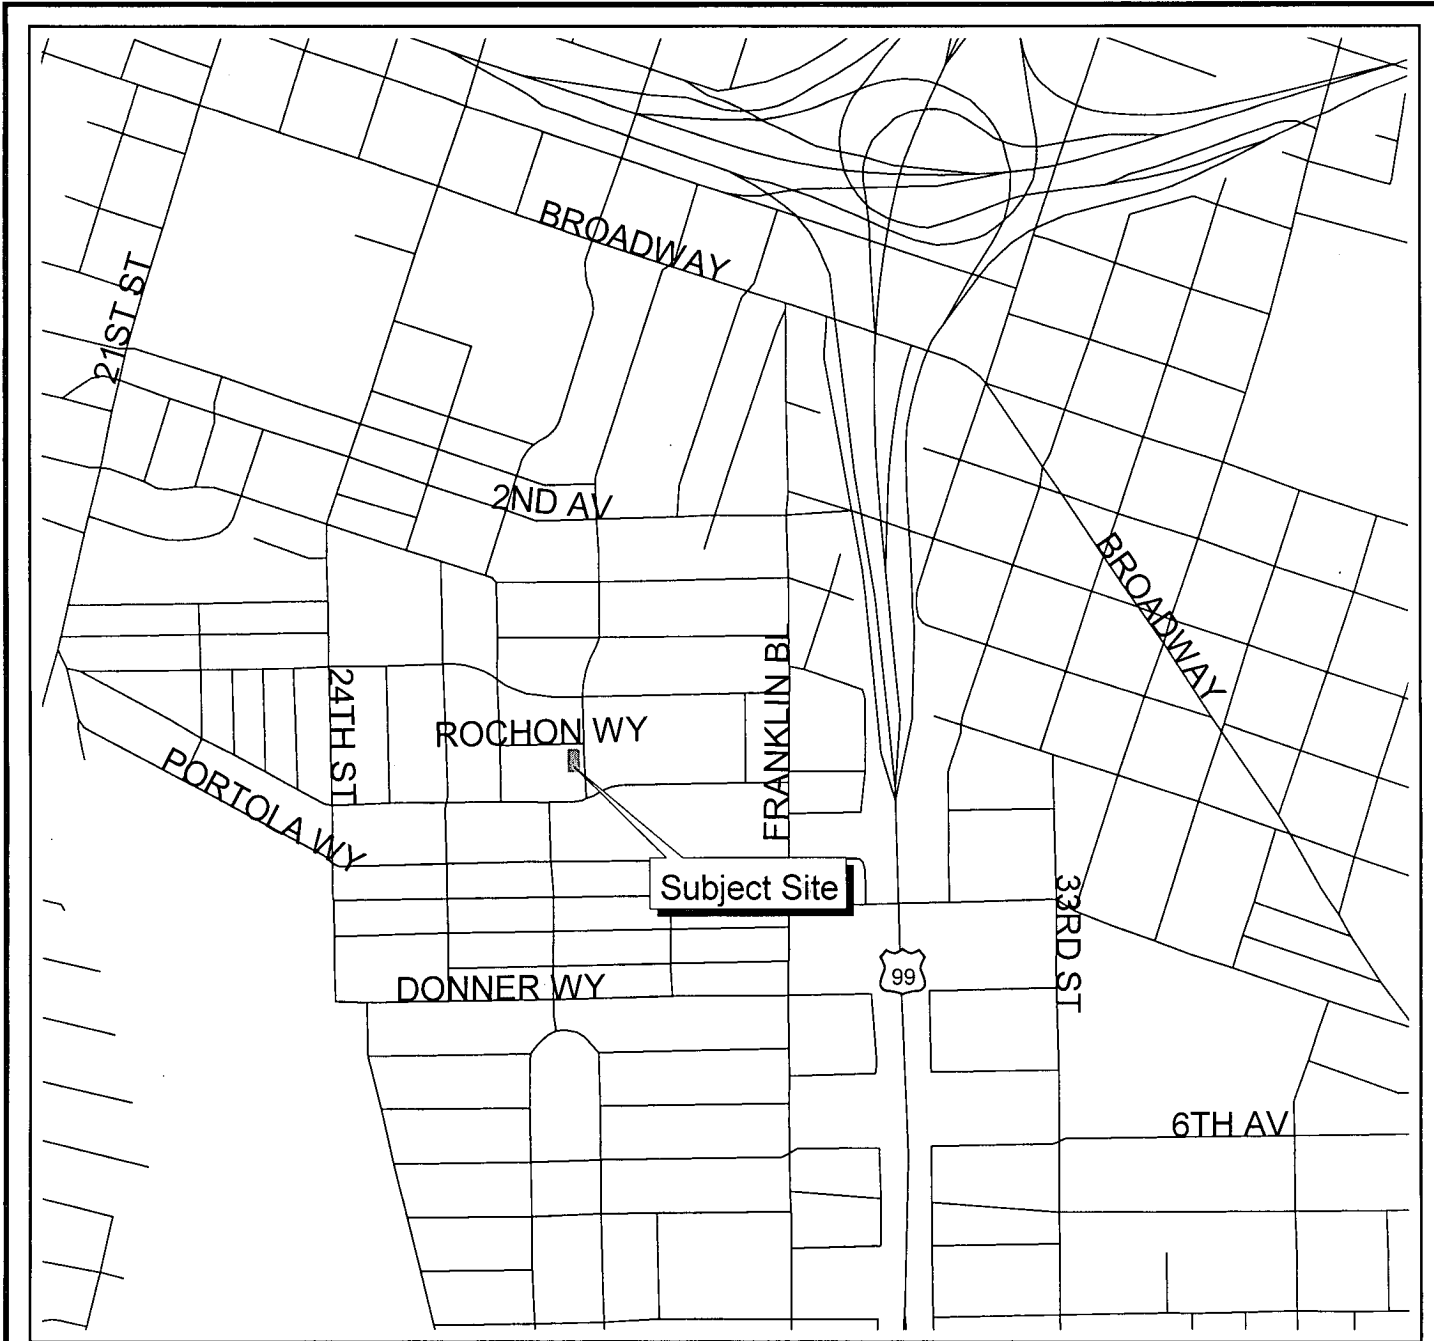 BROADWAY
21ST ST
2ND AV
BROADWAY
FRANKLIN BL
24TH ST
ROCHON WY
PORTOLA WY
Subject Site
33RD ST
99
DONNER WY
6TH AV